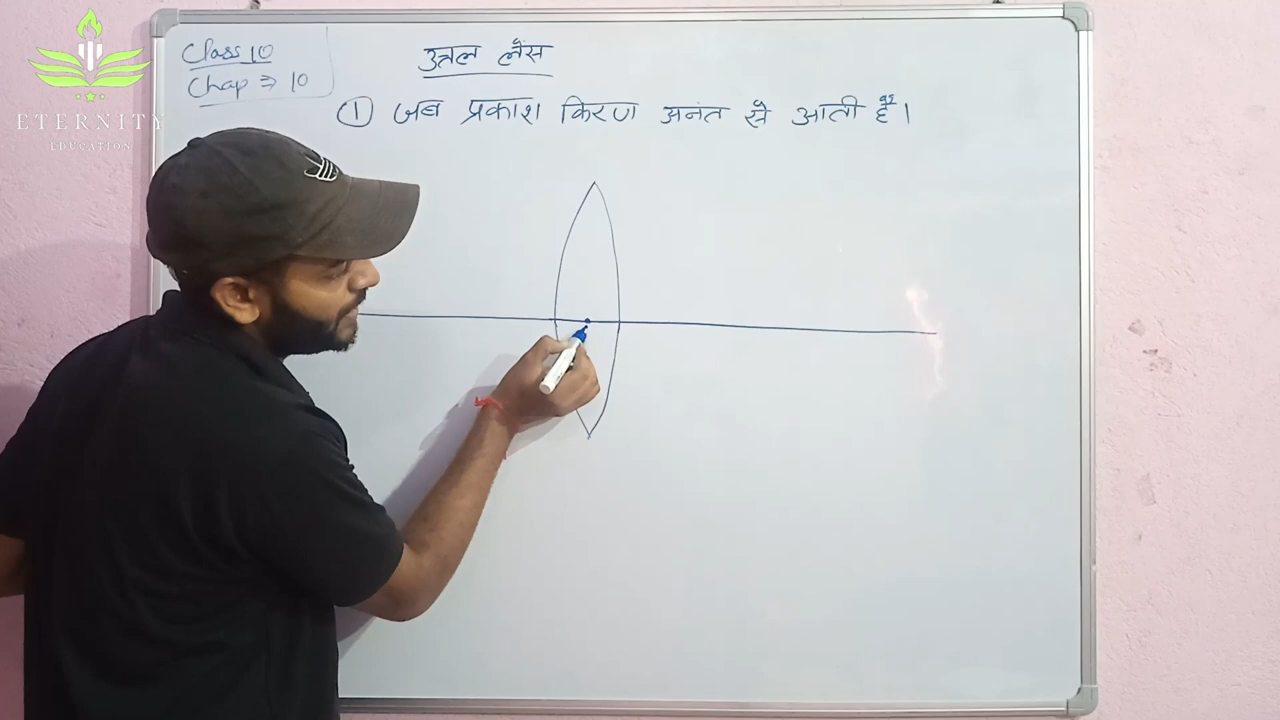 ETERNITY
EDUCATION
Class 10
Chap ⇒ 10
उत्तल लेंस
① जब प्रकाश किरण अनंत से आती है।